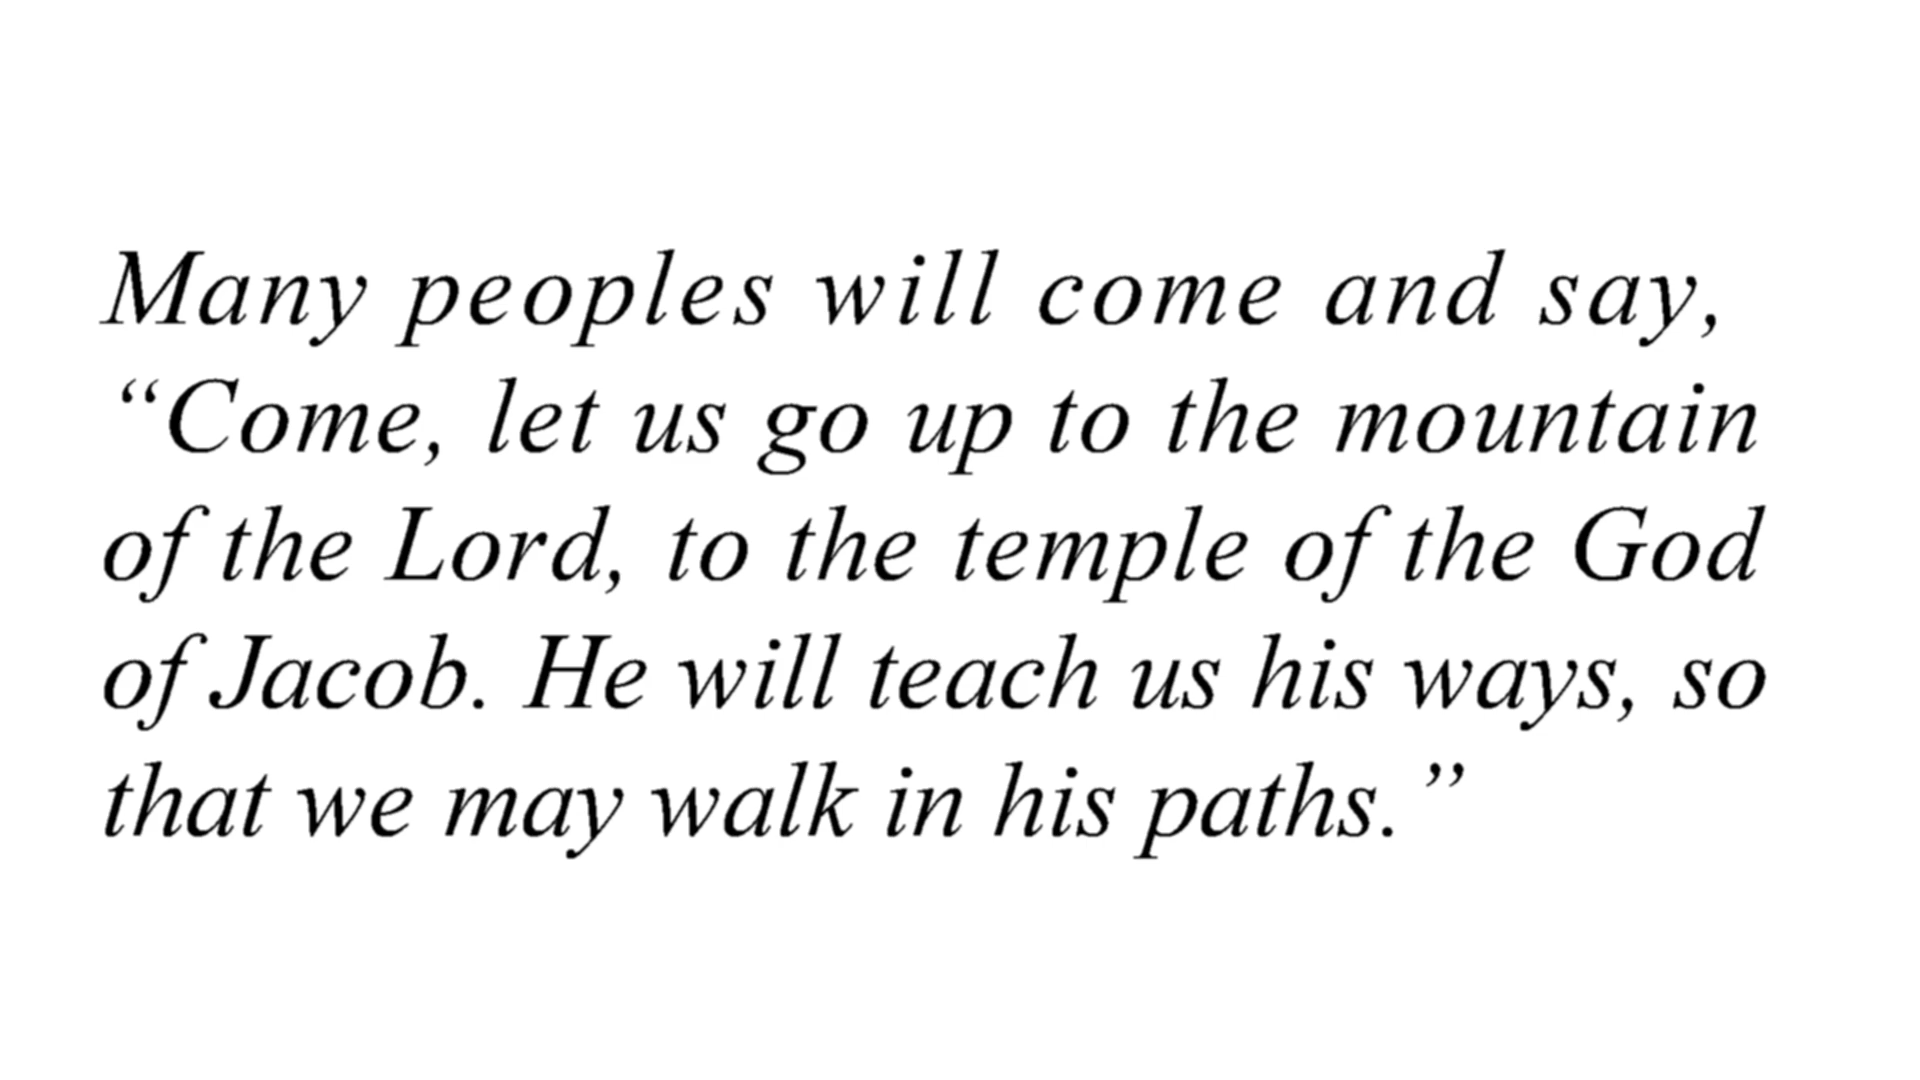 Many peoples will come and say,
“Come, let us go up to the mountain
of the Lord, to the temple of the God
of Jacob. He will teach us his ways, so
that we may walk in his paths.”